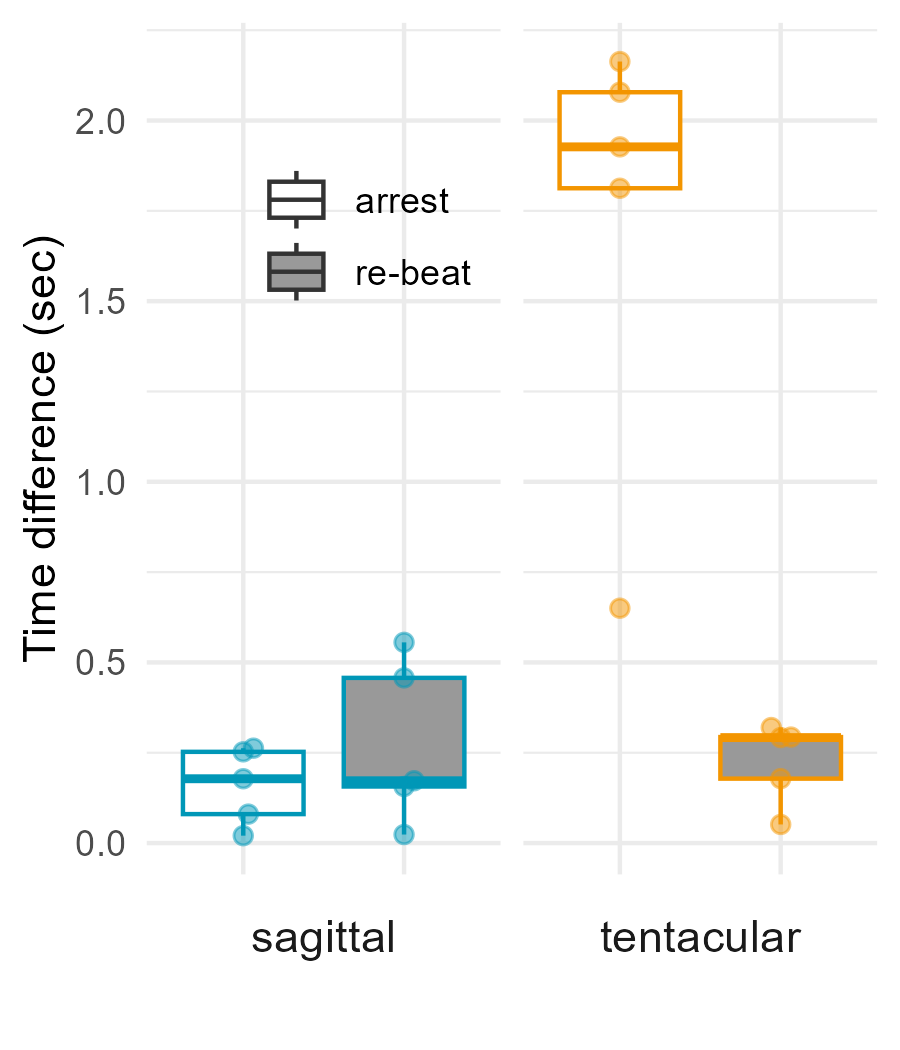 Time difference (sec)
2.0
1.5
1.0
0.5
0.0
arrest
re-beat
sagittal
tentacular